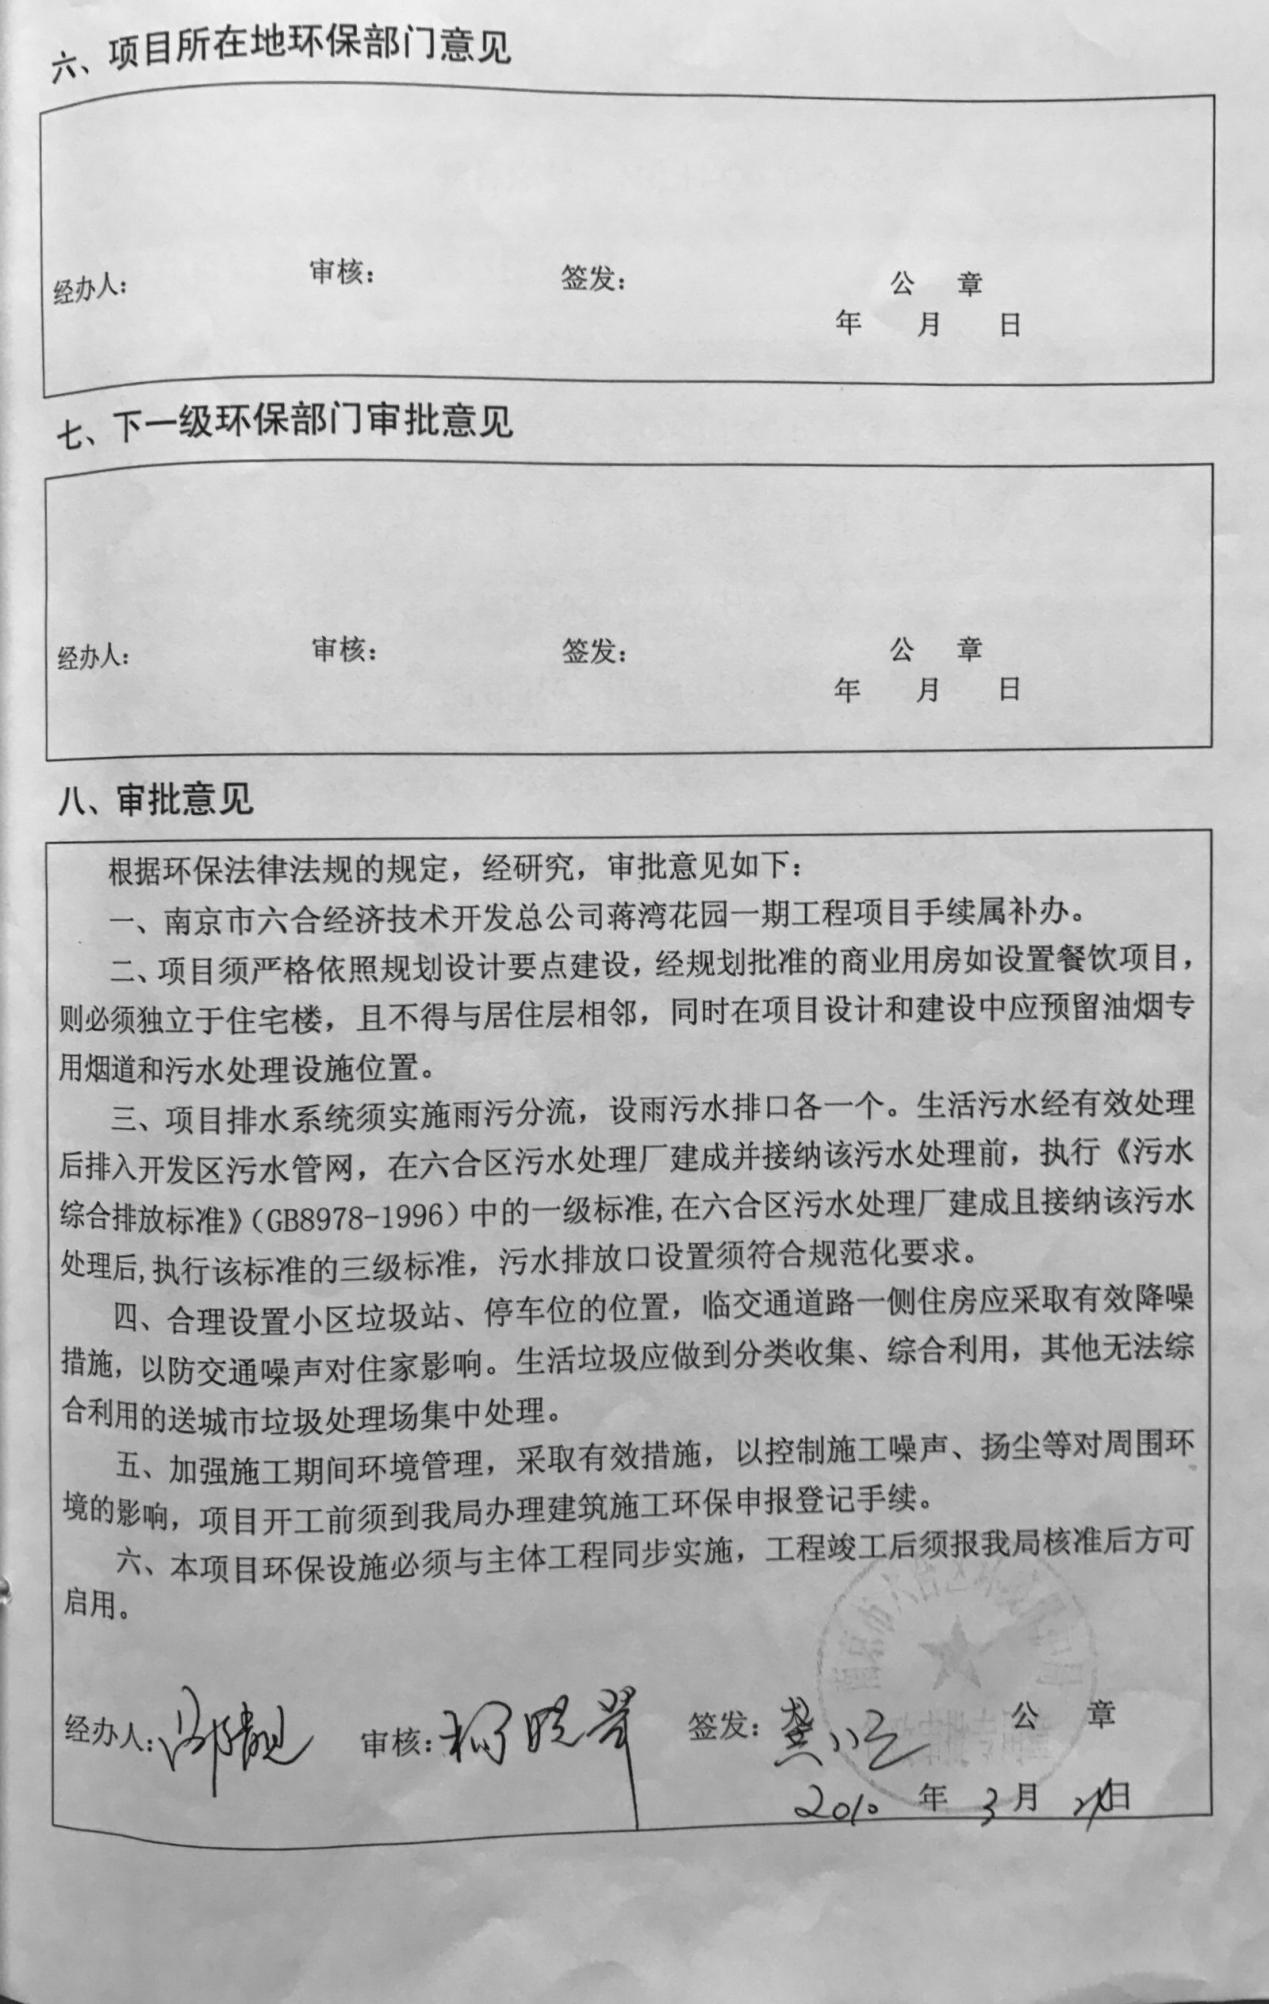 六、项目所在地环保部门意见
经办人： 审核： 签发： 公 章
年 月 日
七、下一级环保部门审批意见
经办人： 审核： 签发： 公 章
年 月 日
八、审批意见
根据环保法律法规的规定，经研究，审批意见如下：
一、南京市六合经济技术开发总公司蒋湾花园一期工程项目手续属补办。
二、项目须严格依照规划设计要点建设，经规划批准的商业用房如设置餐饮项目，
则必须独立于住宅楼，且不得与居住层相邻，同时在项目设计和建设中应预留油烟专
用烟道和污水处理设施位置。
三、项目排水系统须实施雨污分流，设雨污水排口各一个。生活污水经有效处理
后排入开发区污水管网，在六合区污水处理厂建成并接纳该污水处理前，执行《污水
综合排放标准》（GB8978-1996）中的一级标准,在六合区污水处理厂建成且接纳该污水
处理后,执行该标准的三级标准，污水排放口设置须符合规范化要求。
四、合理设置小区垃圾站、停车位的位置，临交通道路一侧住房应采取有效降噪
措施，以防交通噪声对住家影响。生活垃圾应做到分类收集、综合利用，其他无法综
合利用的送城市垃圾处理场集中处理。
五、加强施工期间环境管理，采取有效措施，以控制施工噪声、扬尘等对周围环
境的影响，项目开工前须到我局办理建筑施工环保申报登记手续。
六、本项目环保设施必须与主体工程同步实施，工程竣工后须报我局核准后方可
启用。
南京市六合区
经办人： 审核： 签发： 公 章
2010 年 3 月 日